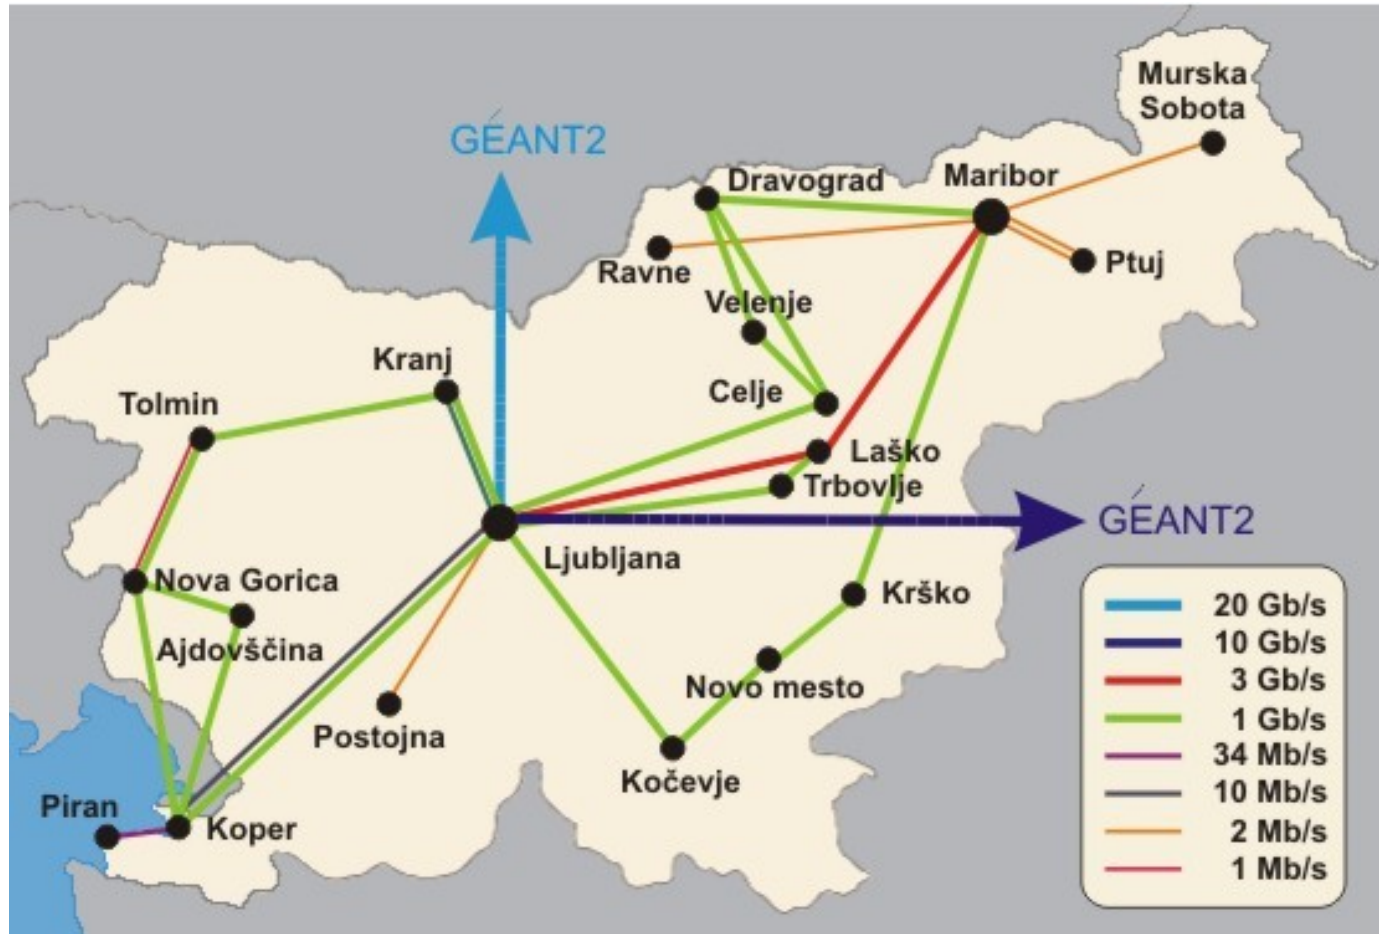 Murska
Sobota
GÉANT2
Dravograd
Maribor
Ravne
Ptuj
Velenje
Kranj
Celje
Tolmin
Laško
Trbovlje
GÉANT2
Ljubljana
Nova Gorica
Krško
Ajdovščina
Novo mesto
Postojna
Kočevje
Piran
Koper
20 Gb/s
10 Gb/s
3 Gb/s
1 Gb/s
34 Mb/s
10 Mb/s
2 Mb/s
1 Mb/s